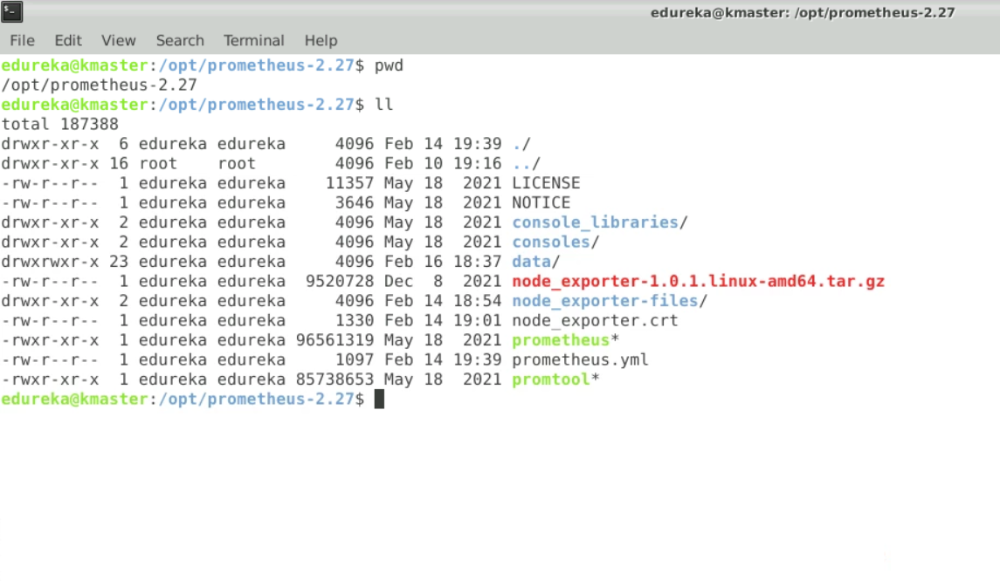 edureka@kmaster: /opt/prometheus-2.27
File Edit View Search Terminal Help
edureka@kmaster:/opt/prometheus-2.27$ pwd
/opt/prometheus-2.27
edureka@kmaster:/opt/prometheus-2.27$ ll
total 187388
drwxr-xr-x  6 edureka edureka     4096 Feb 14 19:39 ./
drwxr-xr-x 16 root    root        4096 Feb 10 19:16 ../
-rw-r--r--  1 edureka edureka    11357 May 18  2021 LICENSE
-rw-r--r--  1 edureka edureka     3646 May 18  2021 NOTICE
drwxr-xr-x  2 edureka edureka     4096 May 18  2021 console_libraries/
drwxr-xr-x  2 edureka edureka     4096 May 18  2021 consoles/
drwxrwxr-x 23 edureka edureka     4096 Feb 16 18:37 data/
-rw-r--r--  1 edureka edureka  9520728 Dec  8  2021 node_exporter-1.0.1.linux-amd64.tar.gz
drwxr-xr-x  2 edureka edureka     4096 Feb 14 18:54 node_exporter-files/
-rw-r--r--  1 edureka edureka     1330 Feb 14 19:01 node_exporter.crt
-rwxr-xr-x  1 edureka edureka 96561319 May 18  2021 prometheus*
-rw-r--r--  1 edureka edureka     1097 Feb 14 19:39 prometheus.yml
-rwxr-xr-x  1 edureka edureka 85738653 May 18  2021 promtool*
edureka@kmaster:/opt/prometheus-2.27$